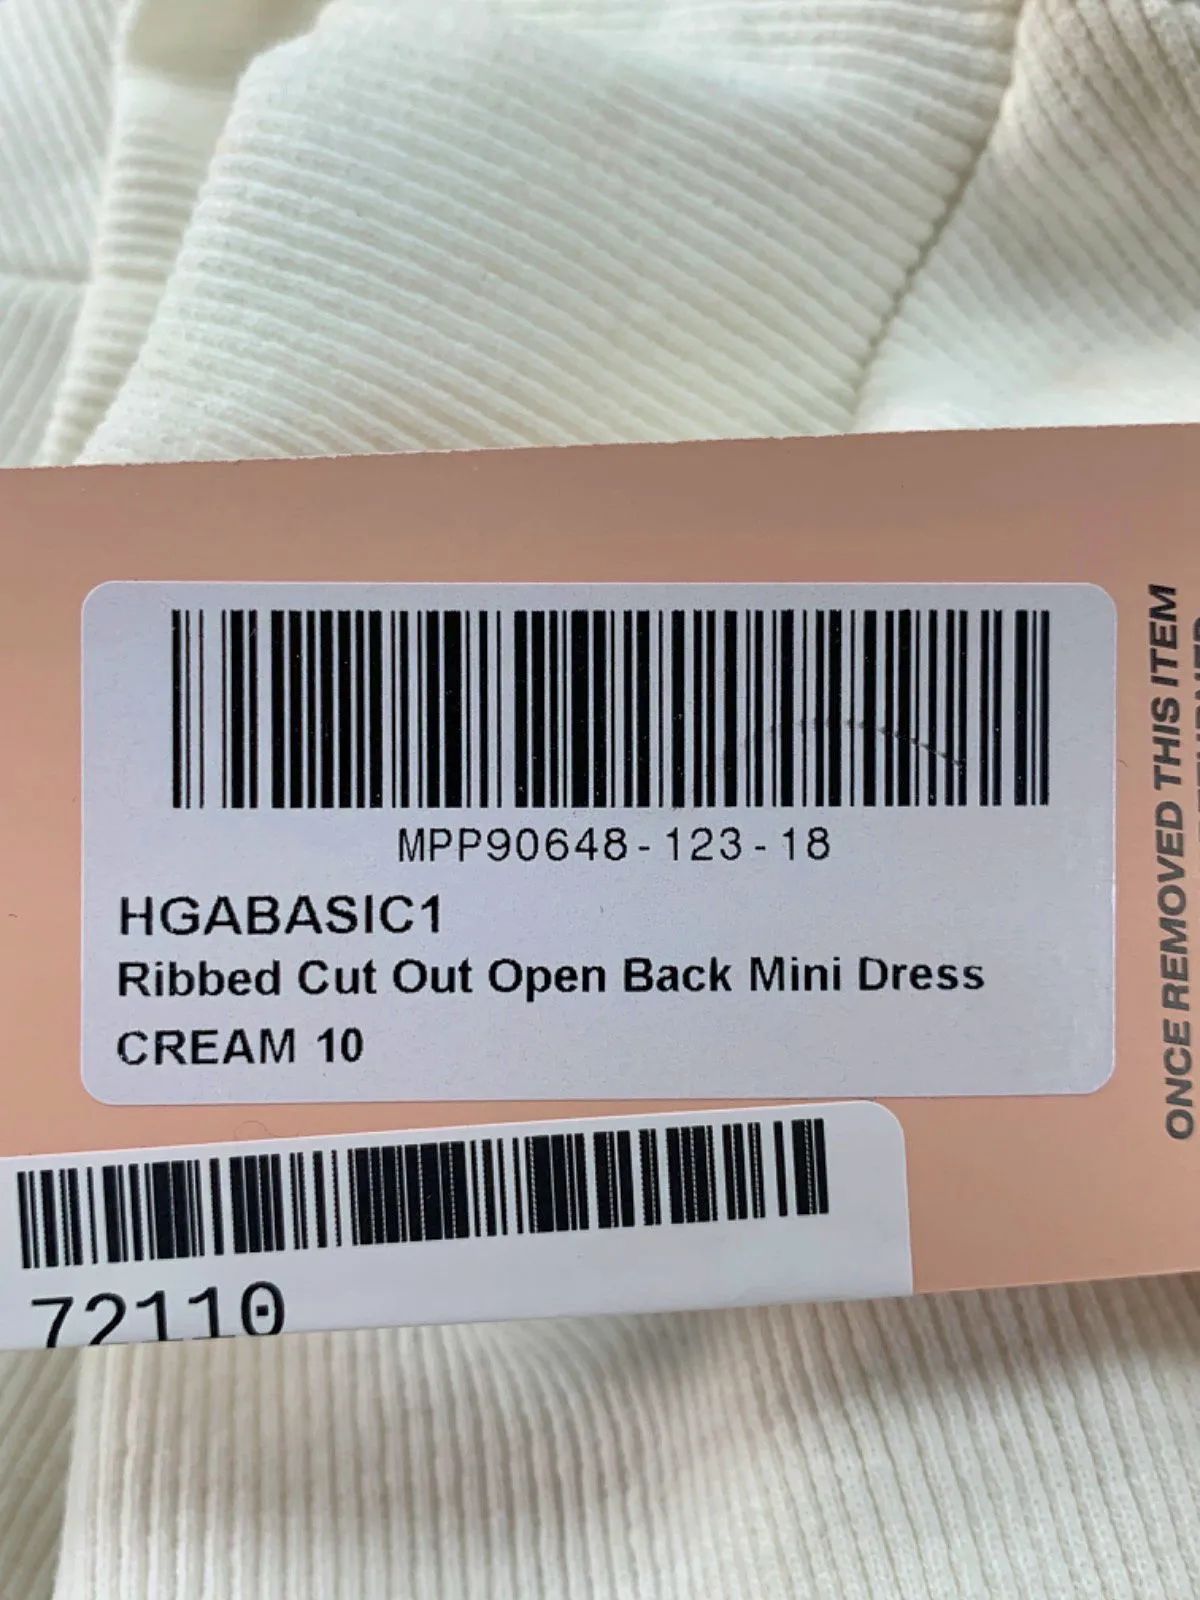 MPP90648-123-18
HGABASIC1
Ribbed Cut Out Open Back Mini Dress
CREAM 10
72110
ONCE REMOVED THIS ITEM